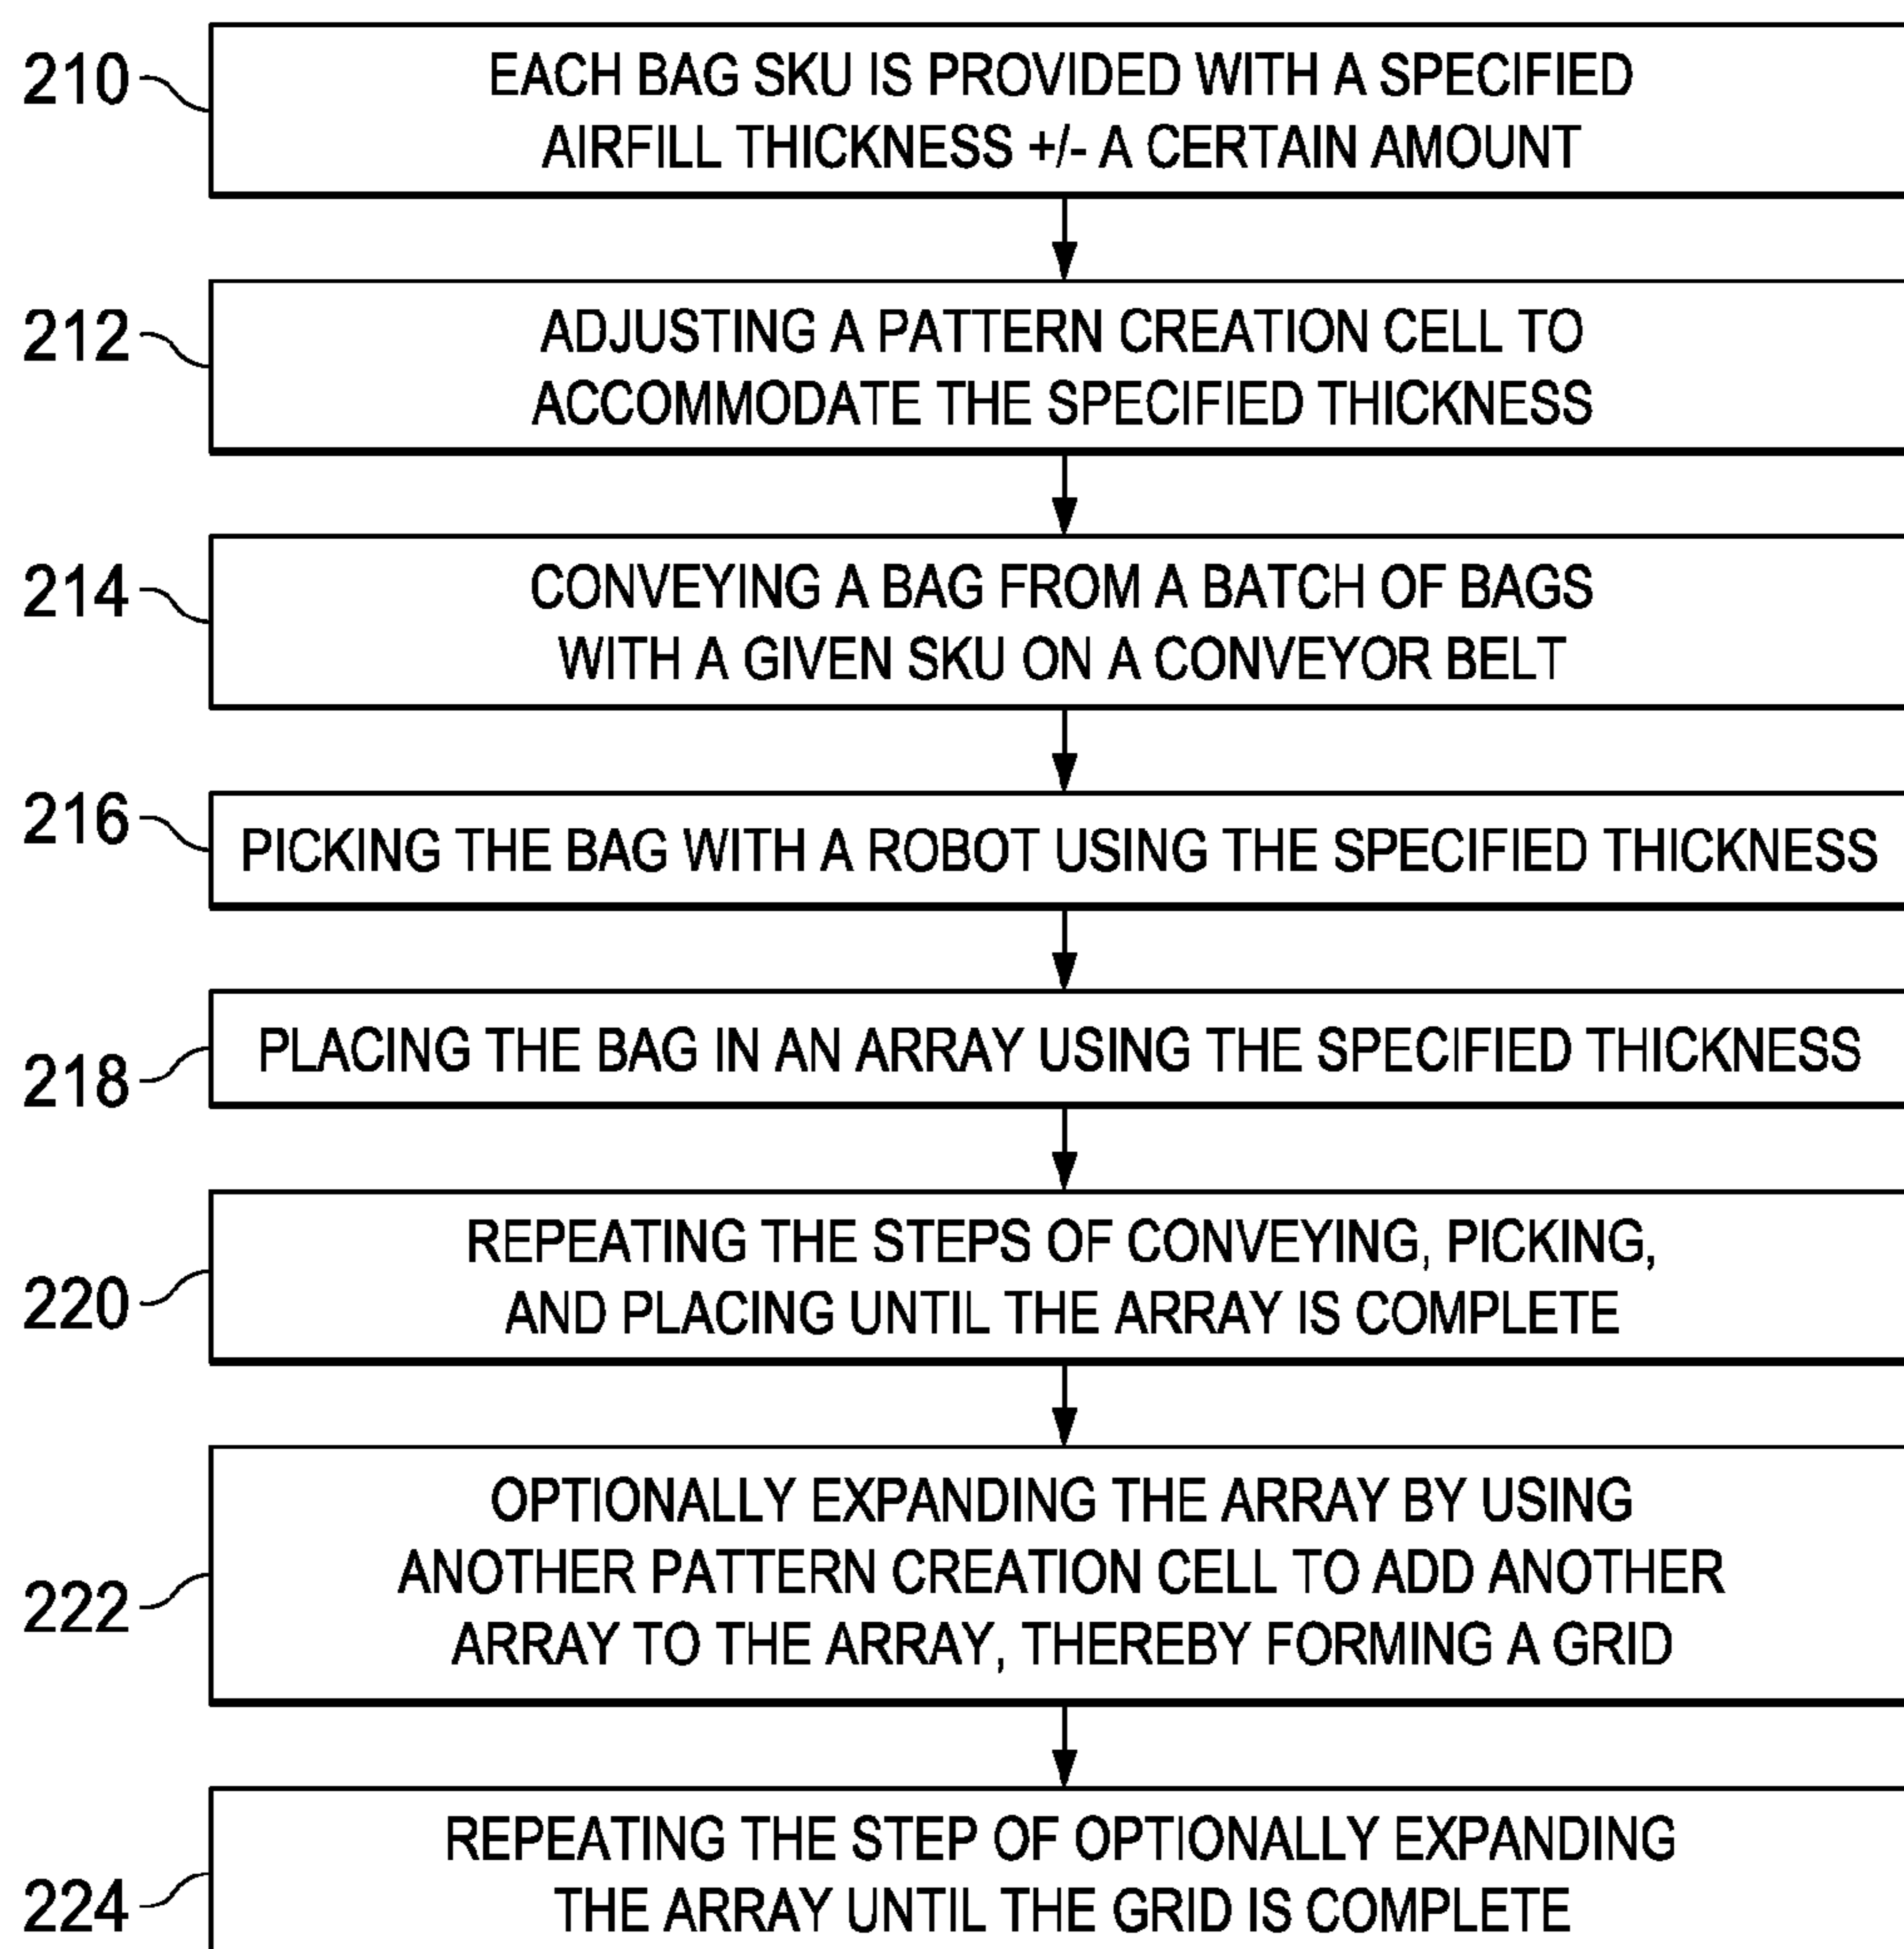 210
EACH BAG SKU IS PROVIDED WITH A SPECIFIED
AIRFILL THICKNESS +/- A CERTAIN AMOUNT
212
ADJUSTING A PATTERN CREATION CELL TO
ACCOMMODATE THE SPECIFIED THICKNESS
214
CONVEYING A BAG FROM A BATCH OF BAGS
WITH A GIVEN SKU ON A CONVEYOR BELT
216
PICKING THE BAG WITH A ROBOT USING THE SPECIFIED THICKNESS
218
PLACING THE BAG IN AN ARRAY USING THE SPECIFIED THICKNESS
220
REPEATING THE STEPS OF CONVEYING, PICKING,
AND PLACING UNTIL THE ARRAY IS COMPLETE
222
OPTIONALLY EXPANDING THE ARRAY BY USING
ANOTHER PATTERN CREATION CELL TO ADD ANOTHER
ARRAY TO THE ARRAY, THEREBY FORMING A GRID
224
REPEATING THE STEP OF OPTIONALLY EXPANDING
THE ARRAY UNTIL THE GRID IS COMPLETE